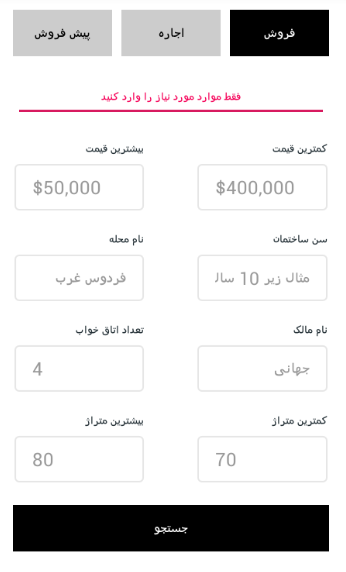 فروش
اجاره
پیش فروش
فقط موارد مورد نیاز را وارد کنید
کمترین قیمت
بیشترین قیمت
$400,000
$50,000
سن ساختمان
نام محله
مثال زیر 10 سال
فردوس غرب
نام مالک
تعداد اتاق خواب
جهانی
4
کمترین متراژ
بیشترین متراژ
70
80
جستجو